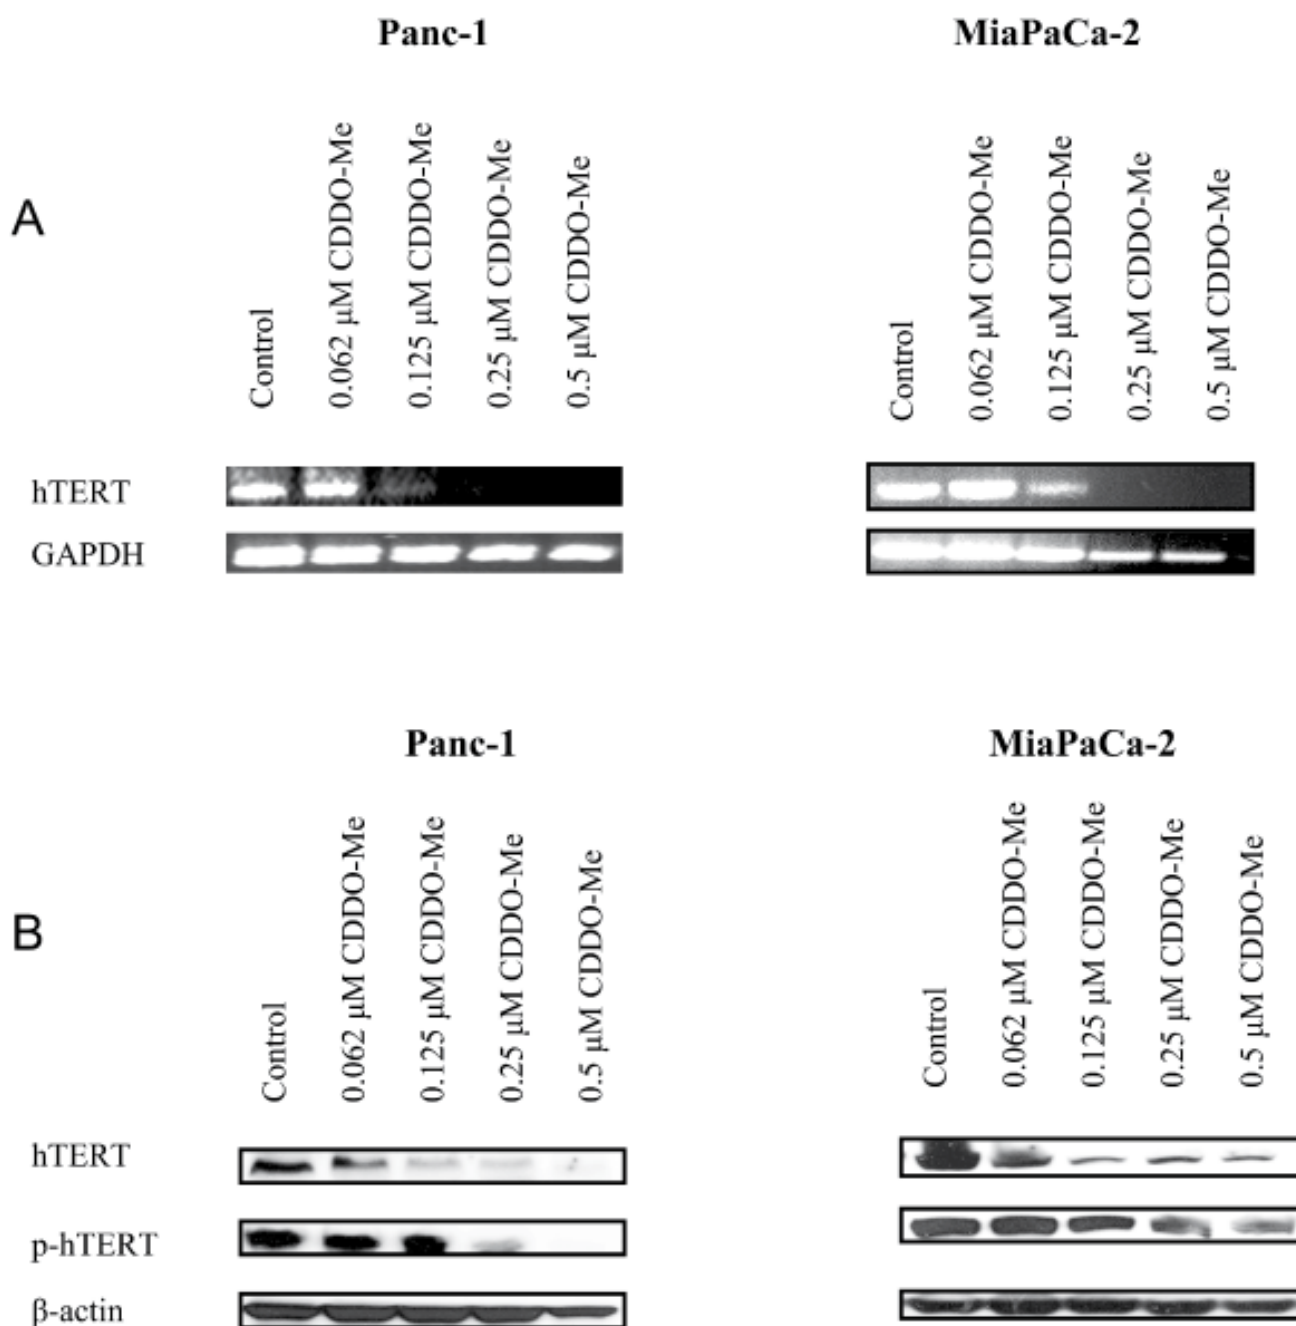 Panc-1
MiaPaCa-2
A
Control
0.062 μM CDDO-Me
0.125 μM CDDO-Me
0.25 μM CDDO-Me
0.5 μM CDDO-Me
Control
0.062 μM CDDO-Me
0.125 μM CDDO-Me
0.25 μM CDDO-Me
0.5 μM CDDO-Me
hTERT
GAPDH
Panc-1
MiaPaCa-2
B
Control
0.062 μM CDDO-Me
0.125 μM CDDO-Me
0.25 μM CDDO-Me
0.5 μM CDDO-Me
Control
0.062 μM CDDO-Me
0.125 μM CDDO-Me
0.25 μM CDDO-Me
0.5 μM CDDO-Me
hTERT
p-hTERT
β-actin